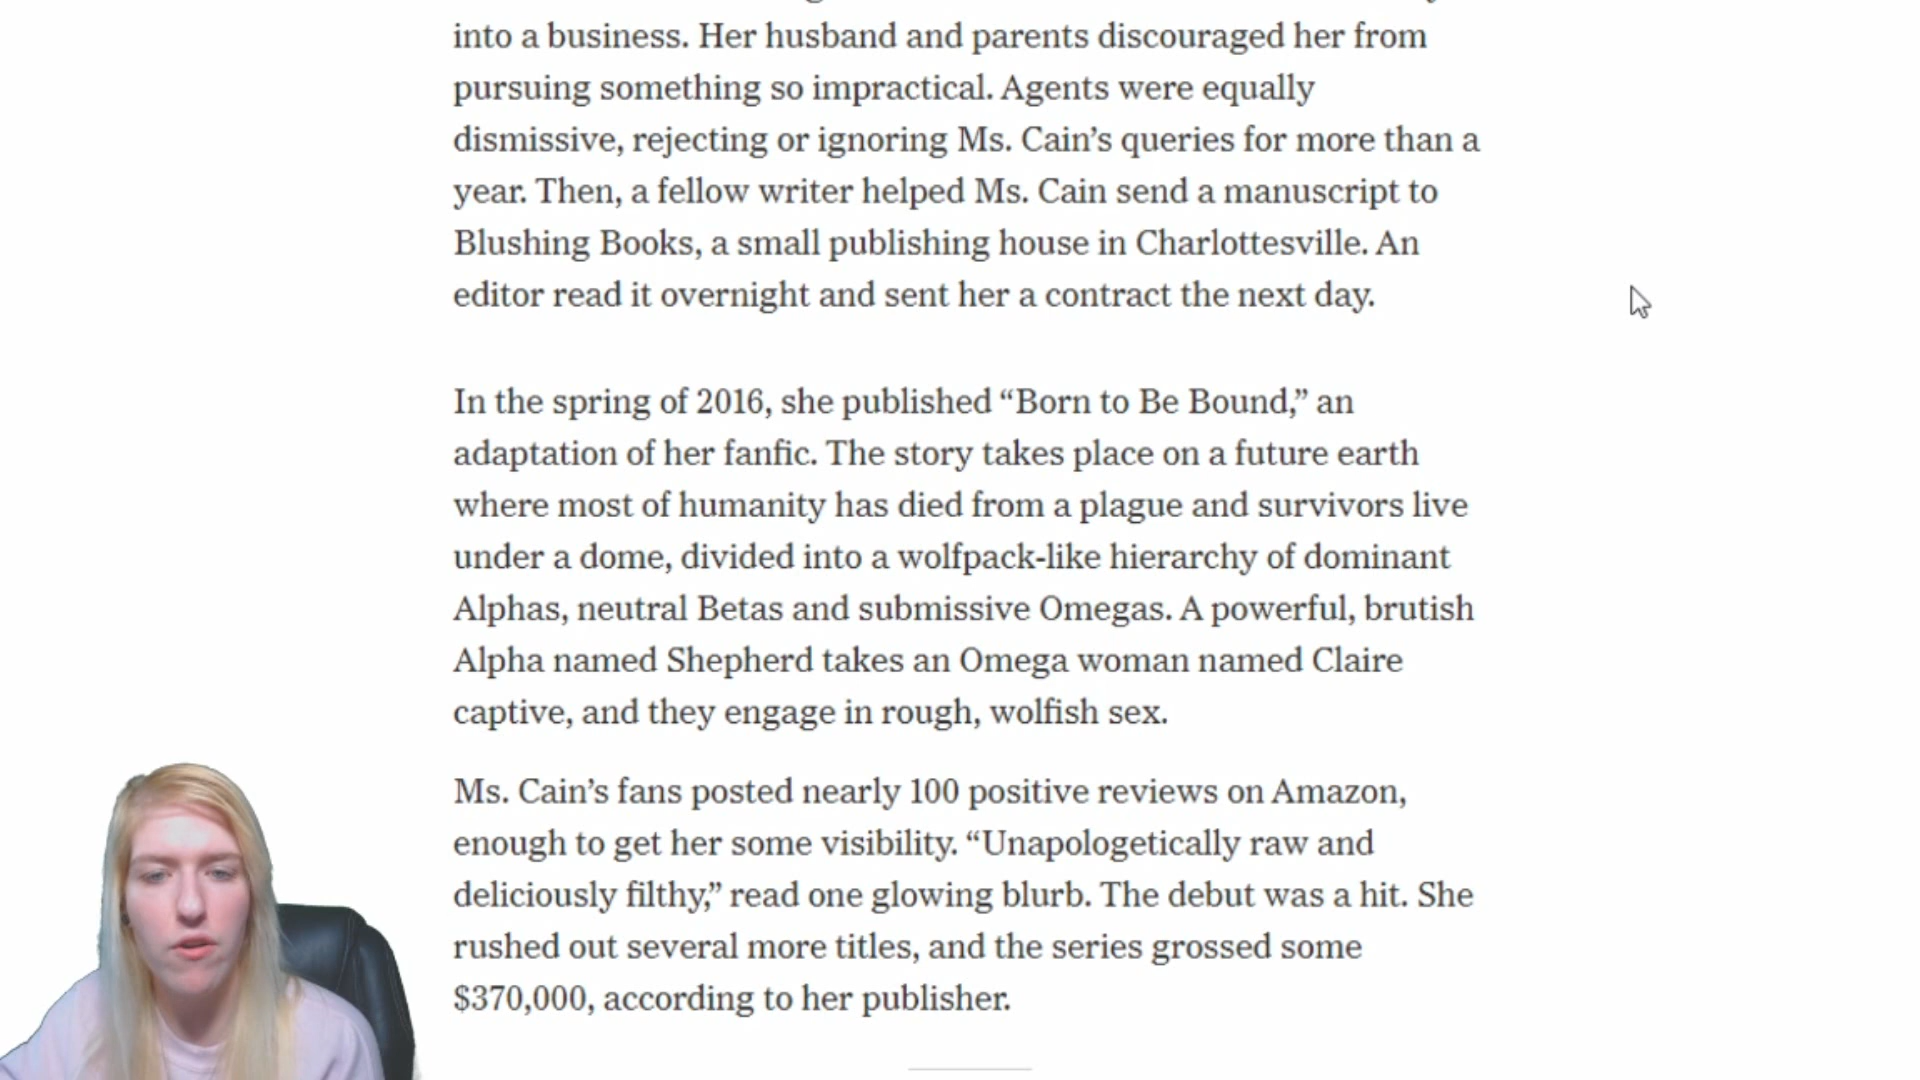 into a business. Her husband and parents discouraged her from
pursuing something so impractical. Agents were equally
dismissive, rejecting or ignoring Ms. Cain’s queries for more than a
year. Then, a fellow writer helped Ms. Cain send a manuscript to
Blushing Books, a small publishing house in Charlottesville. An
editor read it overnight and sent her a contract the next day.
In the spring of 2016, she published “Born to Be Bound,” an
adaptation of her fanfic. The story takes place on a future earth
where most of humanity has died from a plague and survivors live
under a dome, divided into a wolfpack-like hierarchy of dominant
Alphas, neutral Betas and submissive Omegas. A powerful, brutish
Alpha named Shepherd takes an Omega woman named Claire
captive, and they engage in rough, wolfish sex.
Ms. Cain’s fans posted nearly 100 positive reviews on Amazon,
enough to get her some visibility. “Unapologetically raw and
deliciously filthy,” read one glowing blurb. The debut was a hit. She
rushed out several more titles, and the series grossed some
$370,000, according to her publisher.